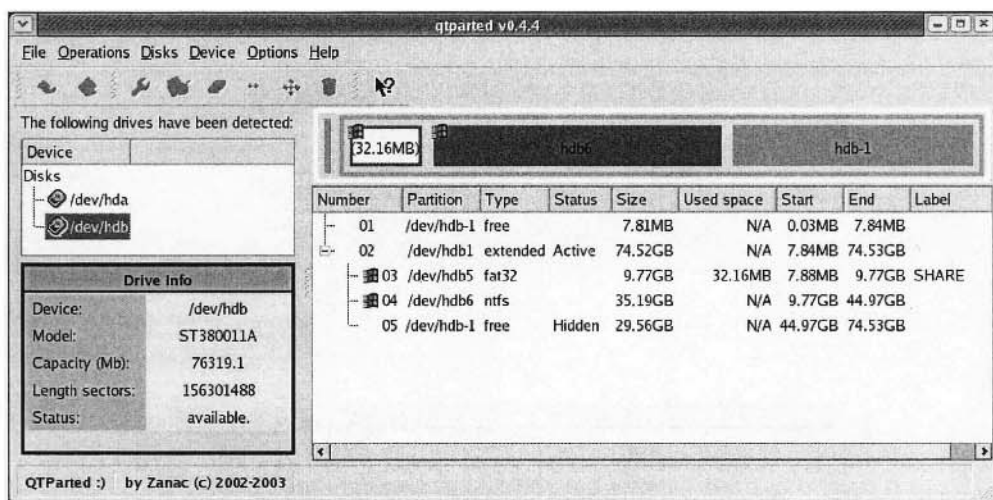 qtparted v0.4.4
File Operations Disks Device Options Help
The following drives have been detected:
Device
Disks
/dev/hda
/dev/hdb
Drive Info
Device: /dev/hdb
Model: ST380011A
Capacity (Mb): 76319.1
Length sectors: 156301488
Status: available.
(32.16MB) hdb6 hdb-1
Number Partition Type Status Size Used space Start End Label
01 /dev/hdb-1 free 7.81MB N/A 0.03MB 7.84MB
02 /dev/hdb1 extended Active 74.52GB N/A 7.84MB 74.53GB
03 /dev/hdb5 fat32 9.77GB 32.16MB 7.88MB 9.77GB SHARE
04 /dev/hdb6 ntfs 35.19GB N/A 9.77GB 44.97GB
05 /dev/hdb-1 free Hidden 29.56GB N/A 44.97GB 74.53GB
QTParted :) by Zanac (c) 2002-2003